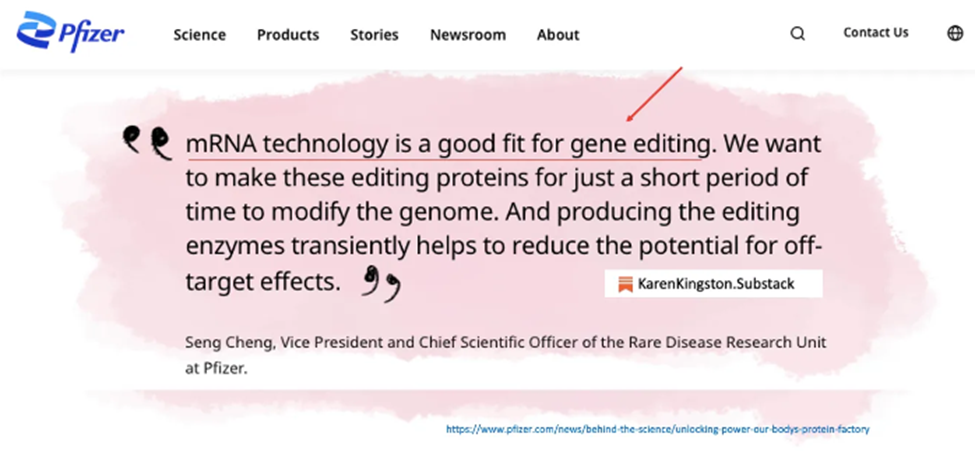 Pfizer
Science Products Stories Newsroom About Contact Us
mRNA technology is a good fit for gene editing. We want
to make these editing proteins for just a short period of
time to modify the genome. And producing the editing
enzymes transiently helps to reduce the potential for off-
target effects.
KarenKingston.Substack
Seng Cheng, Vice President and Chief Scientific Officer of the Rare Disease Research Unit
at Pfizer.
https://www.pfizer.com/news/behind-the-science/unlocking-power-our-bodys-protein-factory